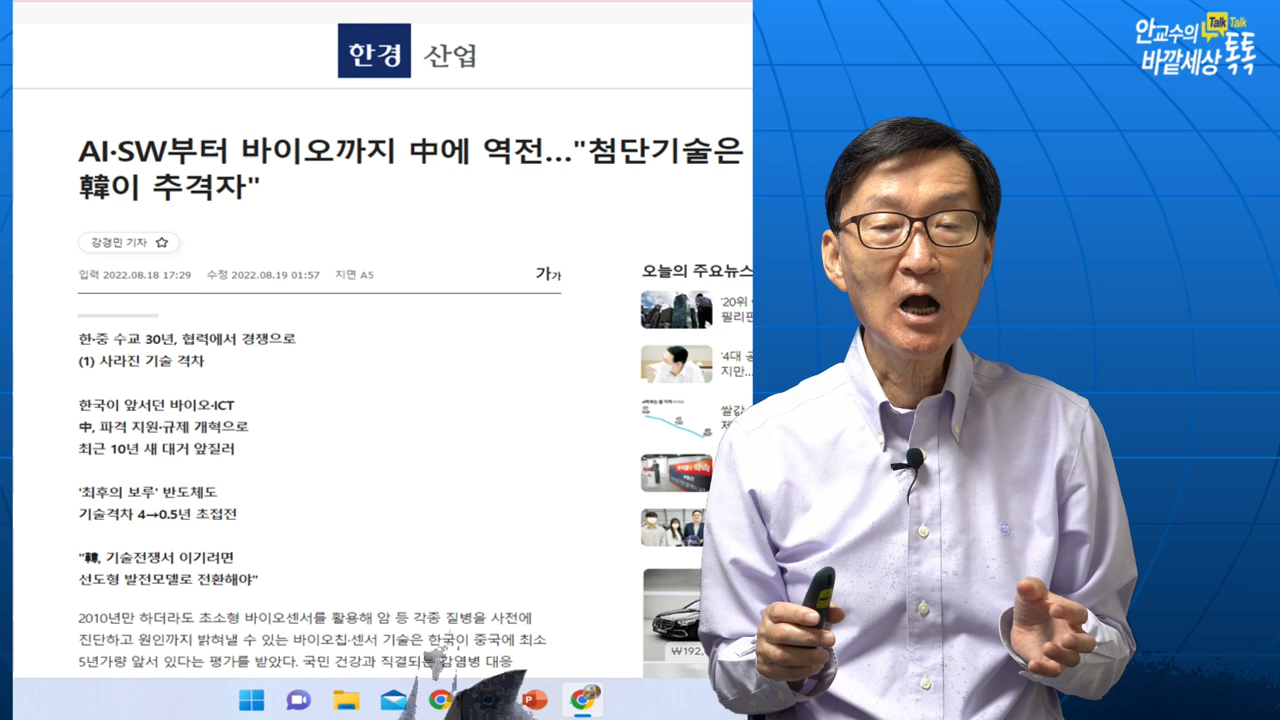 안교수의 Talk Talk
바깥세상 톡톡
한경 산업
AI·SW부터 바이오까지 中에 역전…"첨단기술은
韓이 추격자"
강경민 기자
입력 2022.08.18 17:29 수정 2022.08.19 01:57 지면 A5
가가
한·중 수교 30년, 협력에서 경쟁으로
(1) 사라진 기술 격차
한국이 앞서던 바이오·ICT
中, 파격 지원·규제 개혁으로
최근 10년 새 대거 앞질러
'최후의 보루' 반도체도
기술격차 4→0.5년 초접전
"韓, 기술전쟁서 이기려면
선도형 발전모델로 전환해야"
2010년만 하더라도 초소형 바이오센서를 활용해 암 등 각종 질병을 사전에
진단하고 원인까지 밝혀낼 수 있는 바이오칩·센서 기술은 한국이 중국에 최소
5년가량 앞서 있다는 평가를 받았다. 국민 건강과 직결되는 감염병 대응
오늘의 주요뉴스
'20위
필리핀
'4대
지만...
쌀값
₩192,